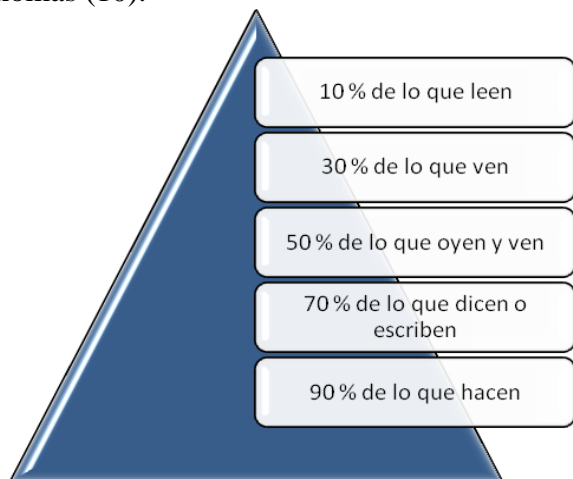 10 % de lo que leen
30 % de lo que ven
50 % de lo que oyen y ven
70 % de lo que dicen o
escriben
90 % de lo que hacen